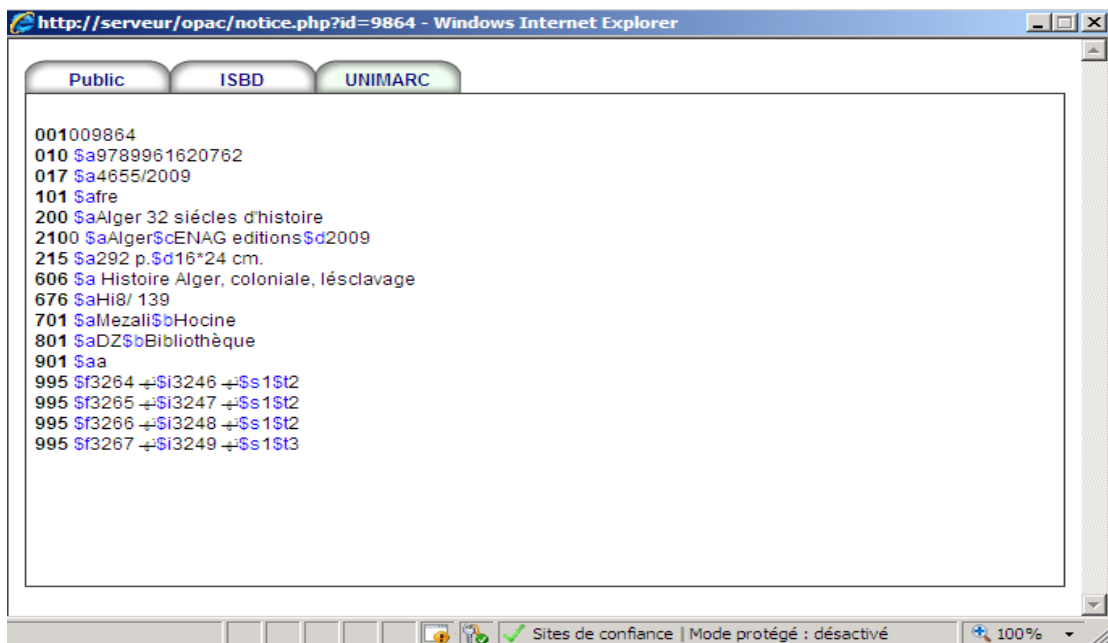 http://serveur/opac/notice.php?id=9864 - Windows Internet Explorer
Public ISBD UNIMARC
001009864
010 $a9789961620762
017 $a4655/2009
101 $afre
200 $aAlger 32 siécles d'histoire
2100 $aAlger$cENAG editions$d2009
215 $a292 p.$d16*24 cm.
606 $a Histoire Alger, coloniale, lésclavage
676 $aHi8/ 139
701 $aMezali$bHocine
801 $aDZ$bBibliothèque
901 $aa
995 $f3264 $i3246 $s1$t2
995 $f3265 $i3247 $s1$t2
995 $f3266 $i3248 $s1$t2
995 $f3267 $i3249 $s1$t3
Sites de confiance | Mode protégé : désactivé 100%